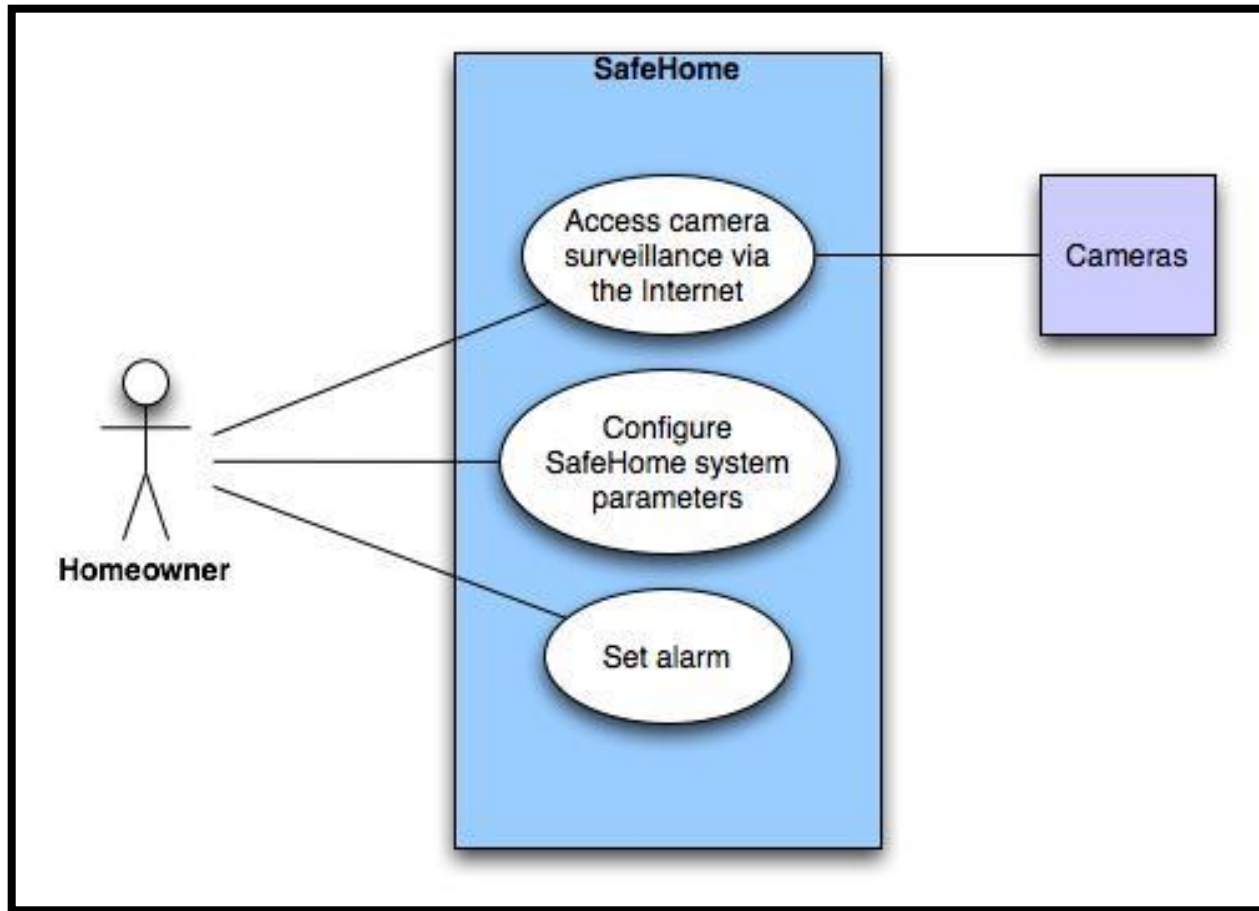 SafeHome
Access camera
surveillance via
the Internet
Cameras
Configure
SafeHome system
parameters
Homeowner
Set alarm